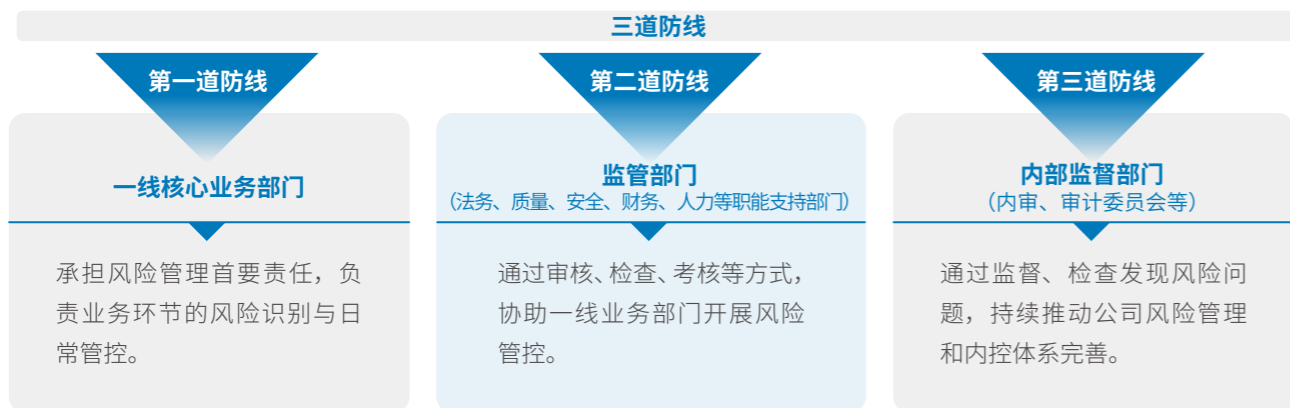 三道防线
第一道防线
一线核心业务部门
承担风险管理首要责任，负
责业务环节的风险识别与日
常管控。
第二道防线
监管部门
（法务、质量、安全、财务、人力等职能支持部门）
通过审核、检查、考核等方式，
协助一线业务部门开展风险
管控。
第三道防线
内部监督部门
（内审、审计委员会等）
通过监督、检查发现风险问
题，持续推动公司风险管理
和内控体系完善。